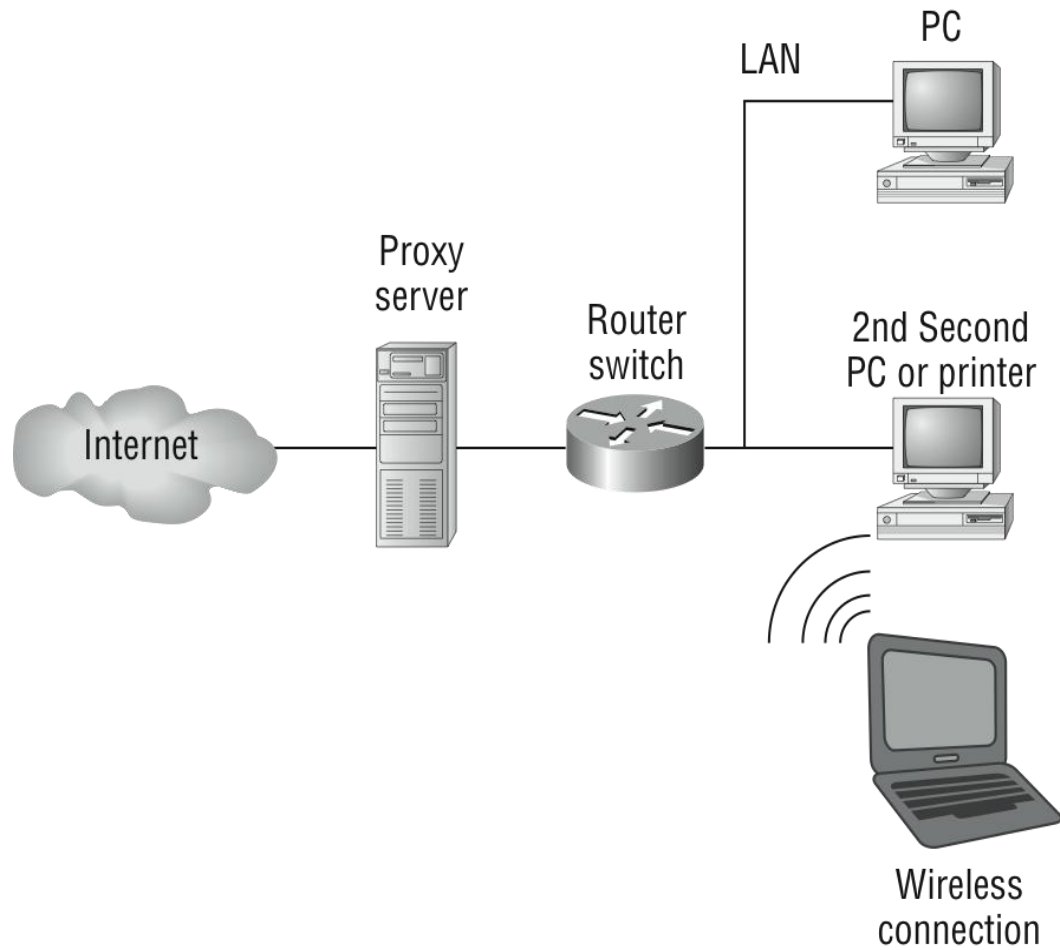 PC
LAN
Proxy
server
Router
switch
2nd Second
PC or printer
Internet
Wireless
connection